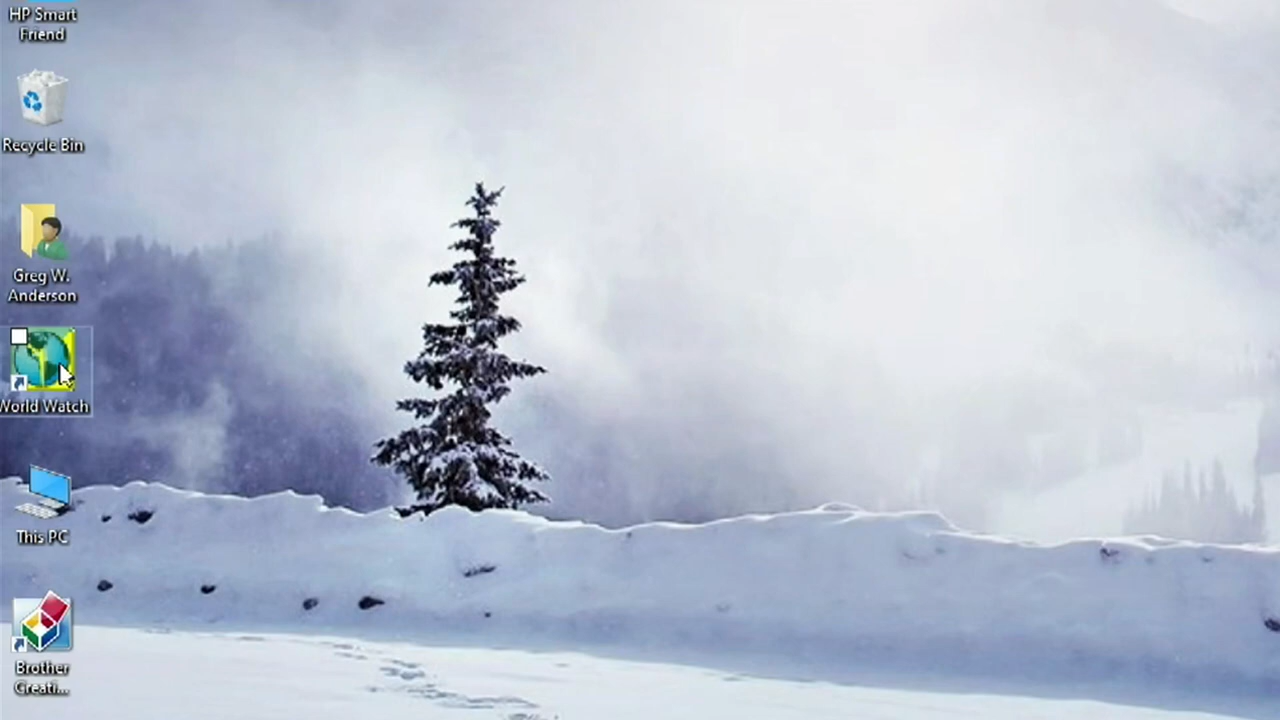 HP Smart
Friend
Recycle Bin
Greg W.
Anderson
World Watch
This PC
Brother
Creati...